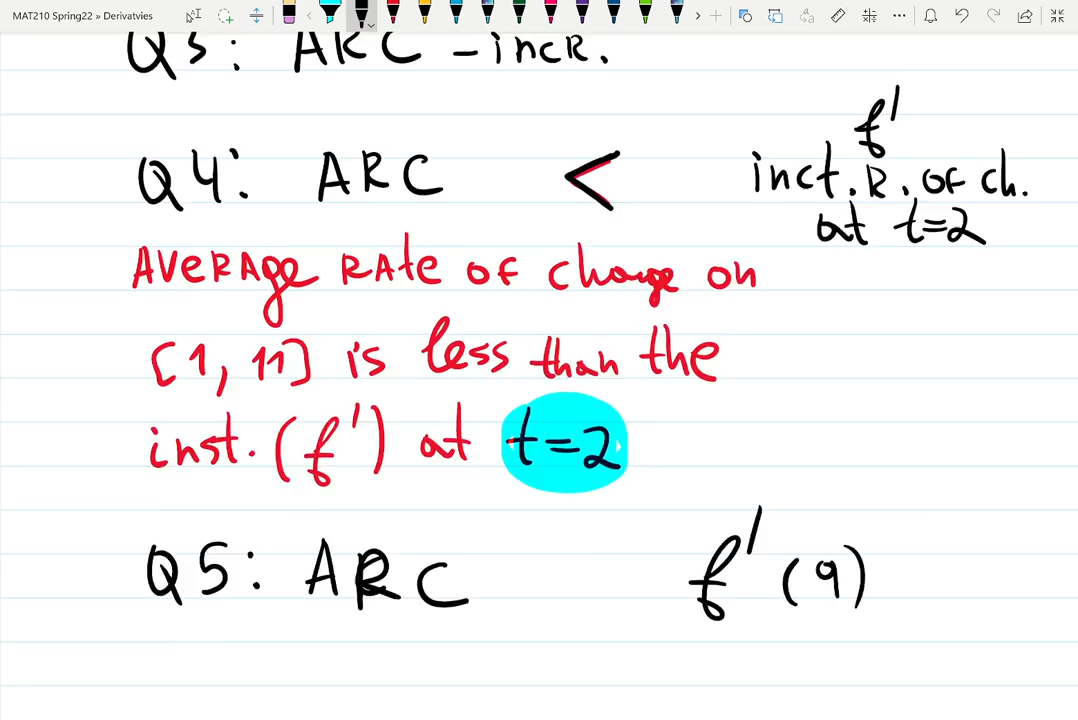 MAT210 Spring22 » Derivatvies
Q3: ARC - incR.
f'
Q4: ARC < inct. R. of ch.
at t=2
Average Rate of change on
[1, 11] is less than the
inst. (f') at t=2
Q5: ARC f'(9)